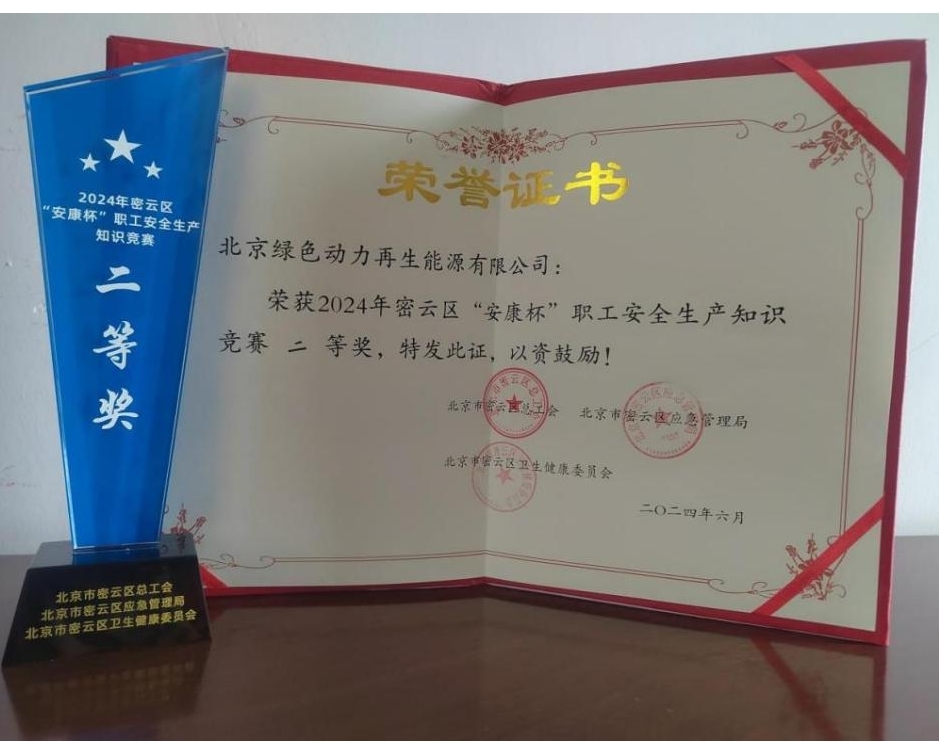 2024年密云区
“安康杯”职工安全生产
知识竞赛
二
等
奖
北京市密云区总工会
北京市密云区应急管理局
北京市密云区卫生健康委员会
荣誉证书
北京绿色动力再生能源有限公司：
荣获2024年密云区“安康杯”职工安全生产知识
竞赛 二 等奖，特发此证，以资鼓励！
北京市密云区总工会 北京市密云区应急管理局
北京市密云区卫生健康委员会
二〇二四年六月